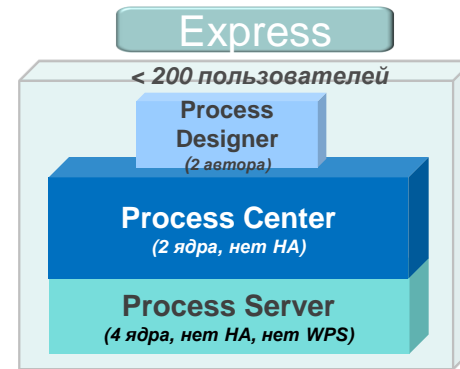 Express
< 200 пользователей
Process
Designer
(2 автора)
Process Center
(2 ядра, нет HA)
Process Server
(4 ядра, нет HA, нет WPS)